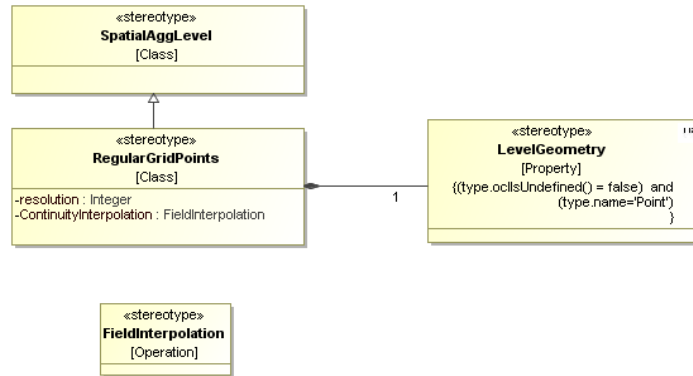 «stereotype»
SpatialAggLevel
[Class]
«stereotype»
RegularGridPoints
[Class]
-resolution : Integer
-ContinuityInterpolation : FieldInterpolation
1
«stereotype»
LevelGeometry
[Property]
{(type.oclIsUndefined() = false) and
(type.name='Point')
}
«stereotype»
FieldInterpolation
[Operation]